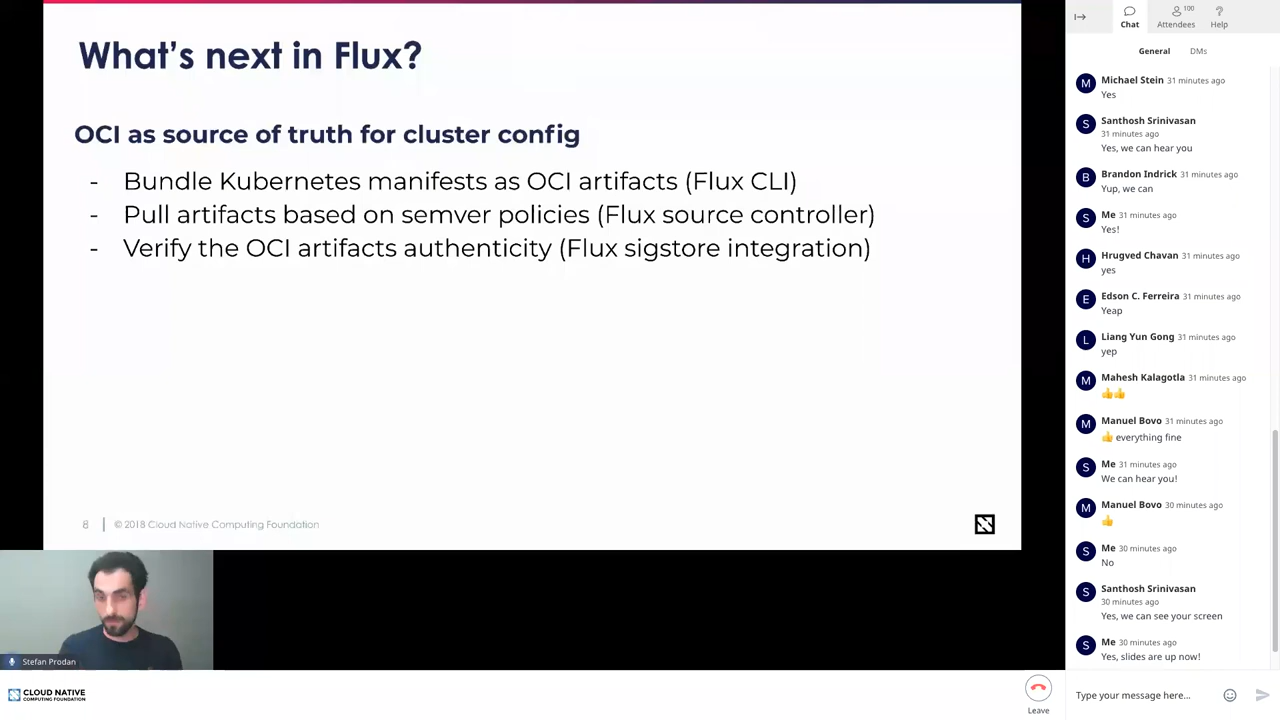 What's next in Flux?
OCI as source of truth for cluster config
- Bundle Kubernetes manifests as OCI artifacts (Flux CLI)
- Pull artifacts based on semver policies (Flux source controller)
- Verify the OCI artifacts authenticity (Flux sigstore integration)
8 | © 2018 Cloud Native Computing Foundation
Stefan Prodan
CLOUD NATIVE
COMPUTING FOUNDATION
Leave
Chat
100
Attendees
?
Help
General
DMs
M
Michael Stein 31 minutes ago
Yes
S
Santhosh Srinivasan
31 minutes ago
Yes, we can hear you
B
Brandon Indrick 31 minutes ago
Yup, we can
S
Me 31 minutes ago
Yes!
H
Hrugved Chavan 31 minutes ago
yes
E
Edson C. Ferreira 31 minutes ago
Yeap
L
Liang Yun Gong 31 minutes ago
yep
M
Mahesh Kalagotla 31 minutes ago
👍👍
M
Manuel Bovo 31 minutes ago
👍 everything fine
S
Me 31 minutes ago
We can hear you!
M
Manuel Bovo 30 minutes ago
👍
S
Me 30 minutes ago
No
S
Santhosh Srinivasan
30 minutes ago
Yes, we can see your screen
S
Me 30 minutes ago
Yes, slides are up now!
Type your message here...